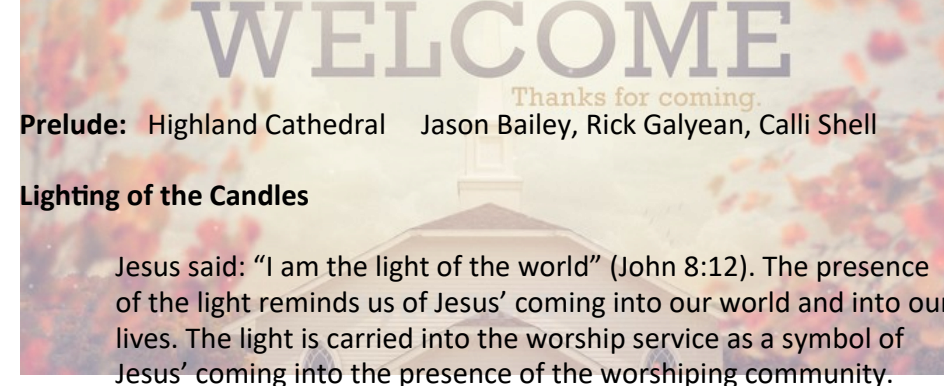 WELCOME
Thanks for coming.
Prelude: Highland Cathedral Jason Bailey, Rick Galyean, Calli Shell
Lighting of the Candles
Jesus said: “I am the light of the world” (John 8:12). The presence
of the light reminds us of Jesus’ coming into our world and into our
lives. The light is carried into the worship service as a symbol of
Jesus’ coming into the presence of the worshiping community.